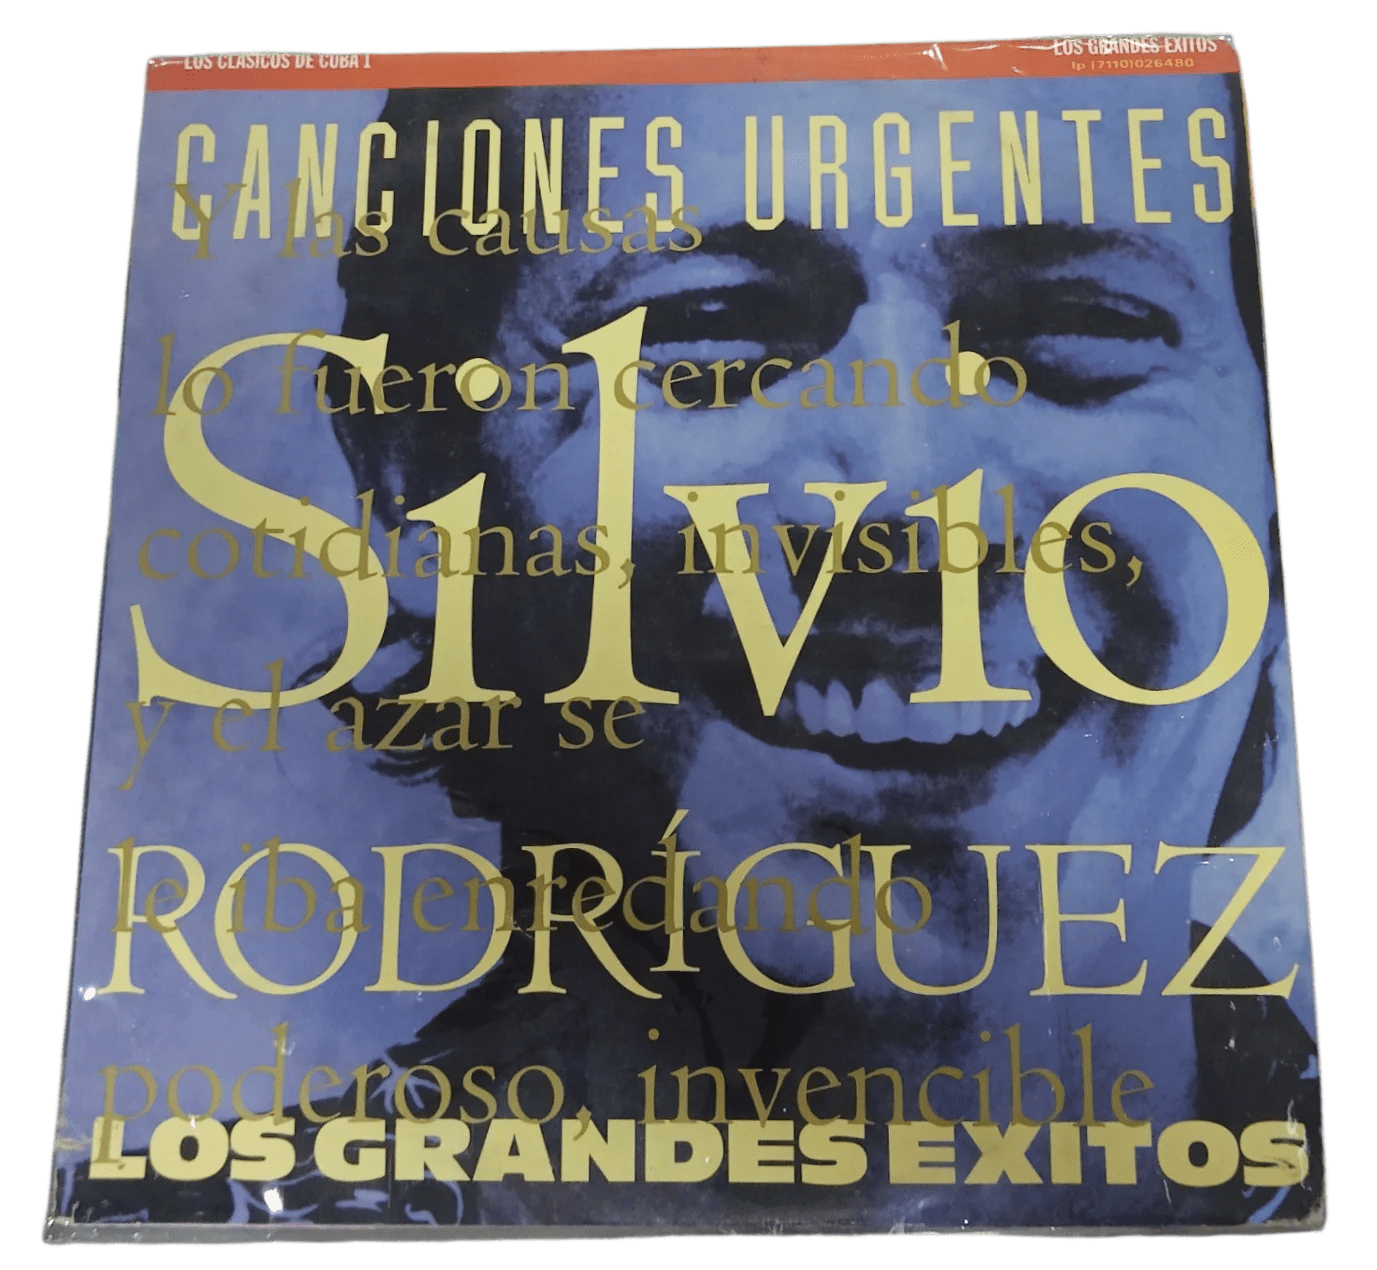 LOS CLASICOS DE CUBA I
LOS GRANDES EXITOS
lp (7110)026480
CANCIONES URGENTES
Y las causas
lo fueron cercando
Silvio
cotidianas, invisibles,
y el azar se
RODRÍGUEZ
le iba enredando
poderoso, invencible
LOS GRANDES EXITOS